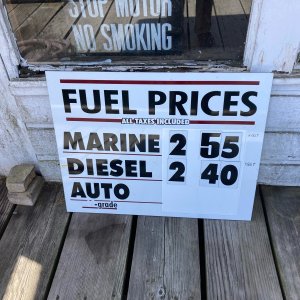 STOP MOTOR
NO SMOKING
FUEL PRICES
ALL TAXES INCLUDED
MARINE 2 55
DIESEL 2 40
AUTO
-grade